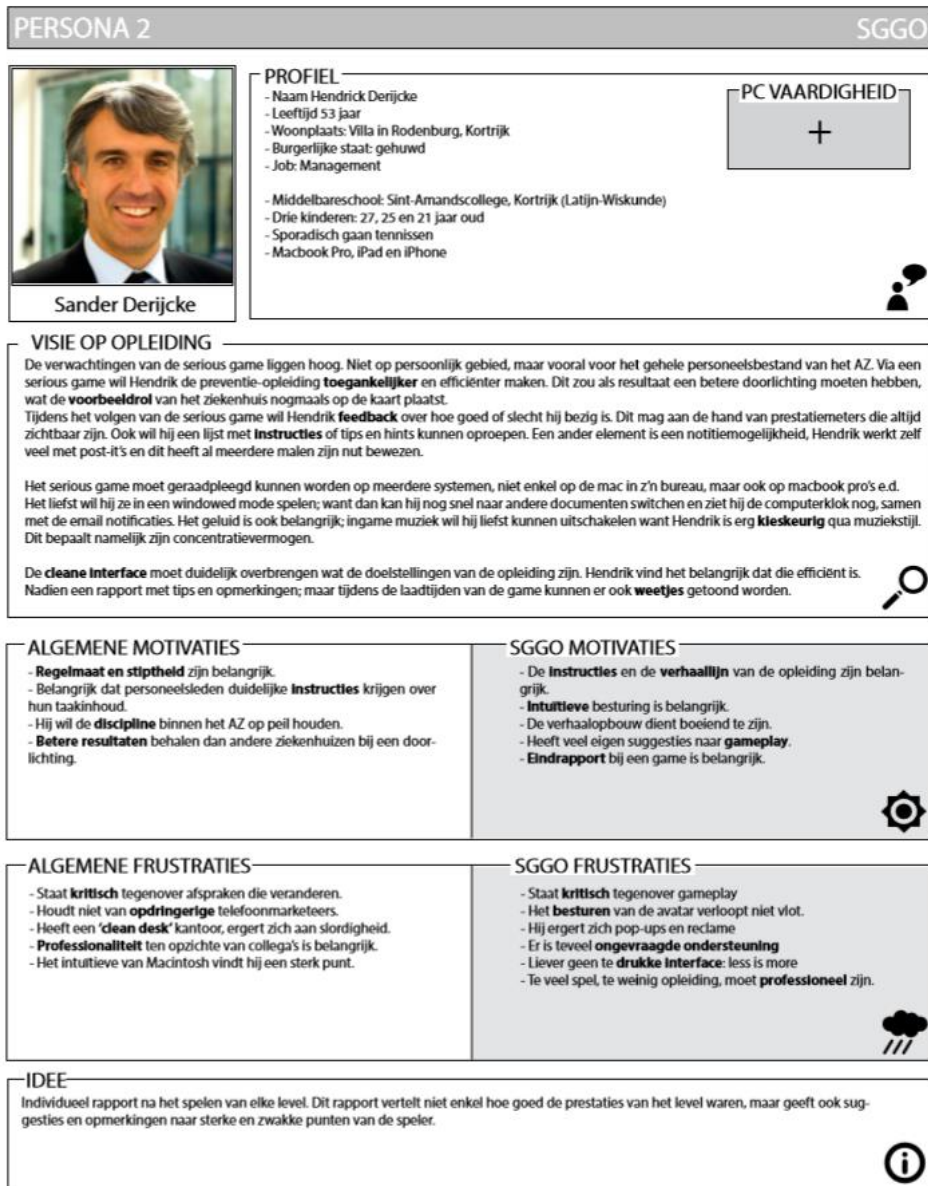 PERSONA 2
SGGO
Sander Derijcke
PROFIEL
- Naam Hendrick Derijcke
- Leeftijd 53 jaar
- Woonplaats: Villa in Rodenburg, Kortrijk
- Burgerlijke staat: gehuwd
- Job: Management
- Middelbareschool: Sint-Amandscollege, Kortrijk (Latijn-Wiskunde)
- Drie kinderen: 27, 25 en 21 jaar oud
- Sporadisch gaan tennissen
- Macbook Pro, iPad en iPhone
PC VAARDIGHEID
+
VISIE OP OPLEIDING
De verwachtingen van de serious game liggen hoog. Niet op persoonlijk gebied, maar vooral voor het gehele personeelsbestand van het AZ. Via een
serious game wil Hendrik de preventie-opleiding toegankelijker en efficiënter maken. Dit zou als resultaat een betere doorlichting moeten hebben,
wat de voorbeeldrol van het ziekenhuis nogmaals op de kaart plaatst.
Tijdens het volgen van de serious game wil Hendrik feedback over hoe goed of slecht hij bezig is. Dit mag aan de hand van prestatiemeters die altijd
zichtbaar zijn. Ook wil hij een lijst met instructies of tips en hints kunnen oproepen. Een ander element is een notitiemogelijkheid, Hendrik werkt zelf
veel met post-it's en dit heeft al meerdere malen zijn nut bewezen.
Het serious game moet geraadpleegd kunnen worden op meerdere systemen, niet enkel op de mac in z'n bureau, maar ook op macbook pro's e.d.
Het liefst wil hij ze in een windowed mode spelen; want dan kan hij nog snel naar andere documenten switchen en ziet hij de computerklok nog, samen
met de email notificaties. Het geluid is ook belangrijk; ingame muziek wil hij liefst kunnen uitschakelen want Hendrik is erg kieskeurig qua muziekstijl.
Dit bepaalt namelijk zijn concentratievermogen.
De cleane interface moet duidelijk overbrengen wat de doelstellingen van de opleiding zijn. Hendrik vind het belangrijk dat die efficiënt is.
Nadien een rapport met tips en opmerkingen; maar tijdens de laadtijden van de game kunnen er ook weetjes getoond worden.
ALGEMENE MOTIVATIES
- Regelmaat en stiptheid zijn belangrijk.
- Belangrijk dat personeelsleden duidelijke instructies krijgen over
hun taakinhoud.
- Hij wil de discipline binnen het AZ op peil houden.
- Betere resultaten behalen dan andere ziekenhuizen bij een door-
lichting.
SGGO MOTIVATIES
- De instructies en de verhaallijn van de opleiding zijn belan-
grijk.
- Intuïtieve besturing is belangrijk.
- De verhaalopbouw dient boeiend te zijn.
- Heeft veel eigen suggesties naar gameplay.
- Eindrapport bij een game is belangrijk.
ALGEMENE FRUSTRATIES
- Staat kritisch tegenover afspraken die veranderen.
- Houdt niet van opdringerige telefoonmarketeers.
- Heeft een 'clean desk' kantoor, ergert zich aan slordigheid.
- Professionaliteit ten opzichte van collega's is belangrijk.
- Het intuïtieve van Macintosh vindt hij een sterk punt.
SGGO FRUSTRATIES
- Staat kritisch tegenover gameplay
- Het besturen van de avatar verloopt niet vlot.
- Hij ergert zich pop-ups en reclame
- Er is teveel ongevraagde ondersteuning
- Liever geen te drukke interface: less is more
- Te veel spel, te weinig opleiding, moet professioneel zijn.
IDEE
Individueel rapport na het spelen van elke level. Dit rapport vertelt niet enkel hoe goed de prestaties van het level waren, maar geeft ook sug-
gesties en opmerkingen naar sterke en zwakke punten van de speler.